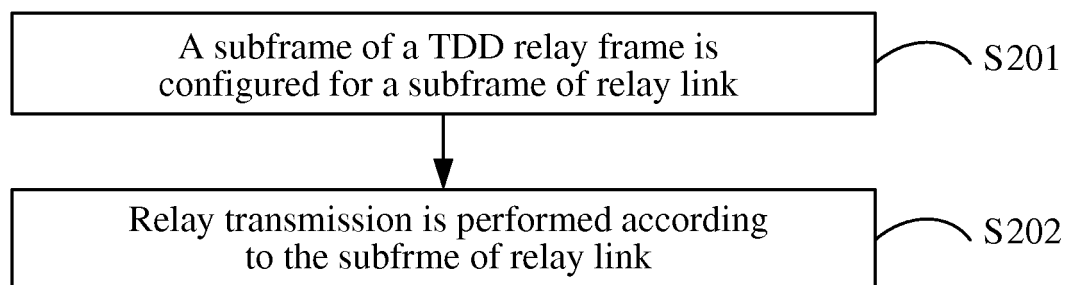 A subframe of a TDD relay frame is
configured for a subframe of relay link
S201
Relay transmission is performed according
to the subfrme of relay link
S202